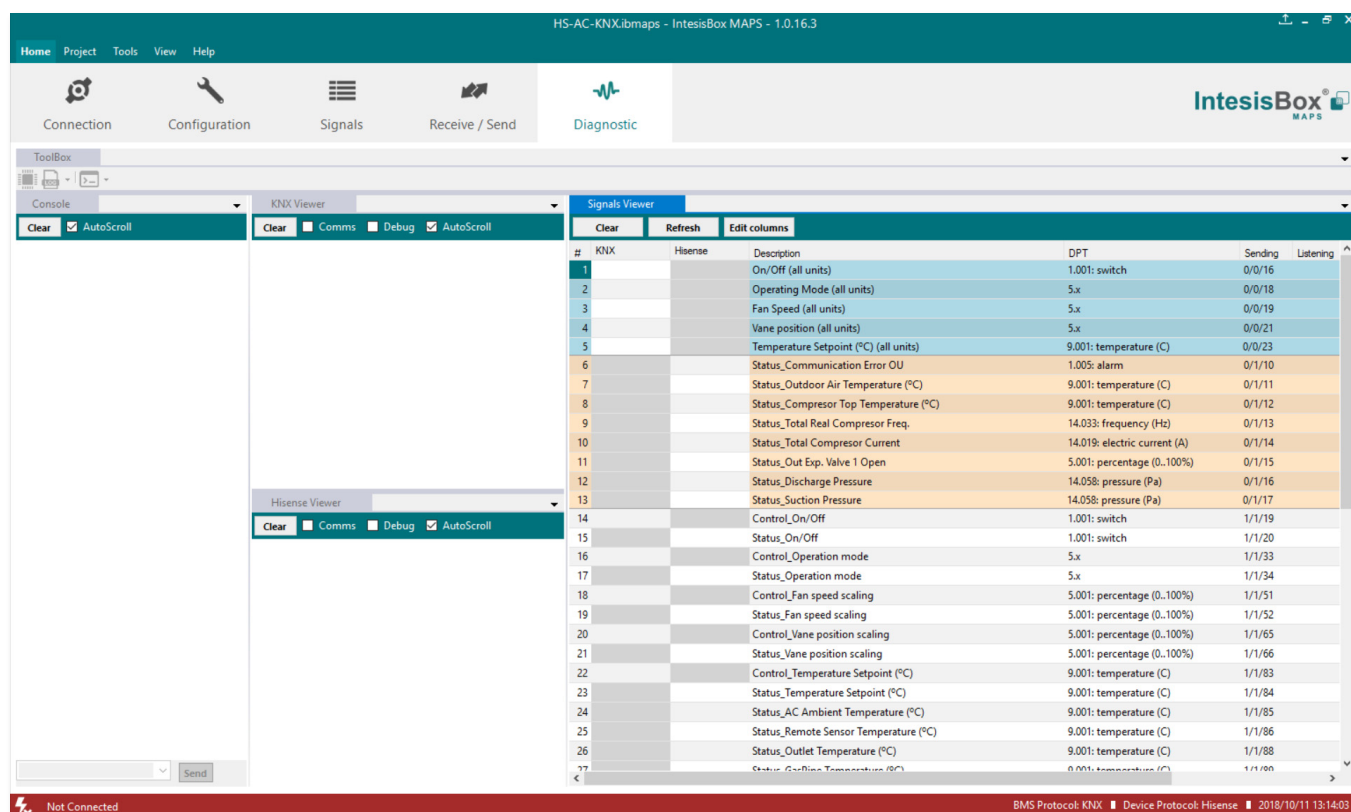 HS-AC-KNX.ibmaps - IntesisBox MAPS - 1.0.16.3
Home Project Tools View Help
Connection Configuration Signals Receive / Send Diagnostic
IntesisBox®
MAPS
ToolBox
LOG
Console
Clear AutoScroll
KNX Viewer
Clear Comms Debug AutoScroll
Hisense Viewer
Clear Comms Debug AutoScroll
Signals Viewer
Clear Refresh Edit columns
# KNX Hisense Description DPT Sending Listening
1 On/Off (all units) 1.001: switch 0/0/16
2 Operating Mode (all units) 5.x 0/0/18
3 Fan Speed (all units) 5.x 0/0/19
4 Vane position (all units) 5.x 0/0/21
5 Temperature Setpoint (ºC) (all units) 9.001: temperature (C) 0/0/23
6 Status_Communication Error OU 1.005: alarm 0/1/10
7 Status_Outdoor Air Temperature (ºC) 9.001: temperature (C) 0/1/11
8 Status_Compresor Top Temperature (ºC) 9.001: temperature (C) 0/1/12
9 Status_Total Real Compresor Freq. 14.033: frequency (Hz) 0/1/13
10 Status_Total Compresor Current 14.019: electric current (A) 0/1/14
11 Status_Out Exp. Valve 1 Open 5.001: percentage (0..100%) 0/1/15
12 Status_Discharge Pressure 14.058: pressure (Pa) 0/1/16
13 Status_Suction Pressure 14.058: pressure (Pa) 0/1/17
14 Control_On/Off 1.001: switch 1/1/19
15 Status_On/Off 1.001: switch 1/1/20
16 Control_Operation mode 5.x 1/1/33
17 Status_Operation mode 5.x 1/1/34
18 Control_Fan speed scaling 5.001: percentage (0..100%) 1/1/51
19 Status_Fan speed scaling 5.001: percentage (0..100%) 1/1/52
20 Control_Vane position scaling 5.001: percentage (0..100%) 1/1/65
21 Status_Vane position scaling 5.001: percentage (0..100%) 1/1/66
22 Control_Temperature Setpoint (ºC) 9.001: temperature (C) 1/1/83
23 Status_Temperature Setpoint (ºC) 9.001: temperature (C) 1/1/84
24 Status_AC Ambient Temperature (ºC) 9.001: temperature (C) 1/1/85
25 Status_Remote Sensor Temperature (ºC) 9.001: temperature (C) 1/1/86
26 Status_Outlet Temperature (ºC) 9.001: temperature (C) 1/1/88
27 Status_GasPipe Temperature (ºC) 9.001: temperature (C)
Send
Not Connected
BMS Protocol: KNX Device Protocol: Hisense 2018/10/11 13:14:03